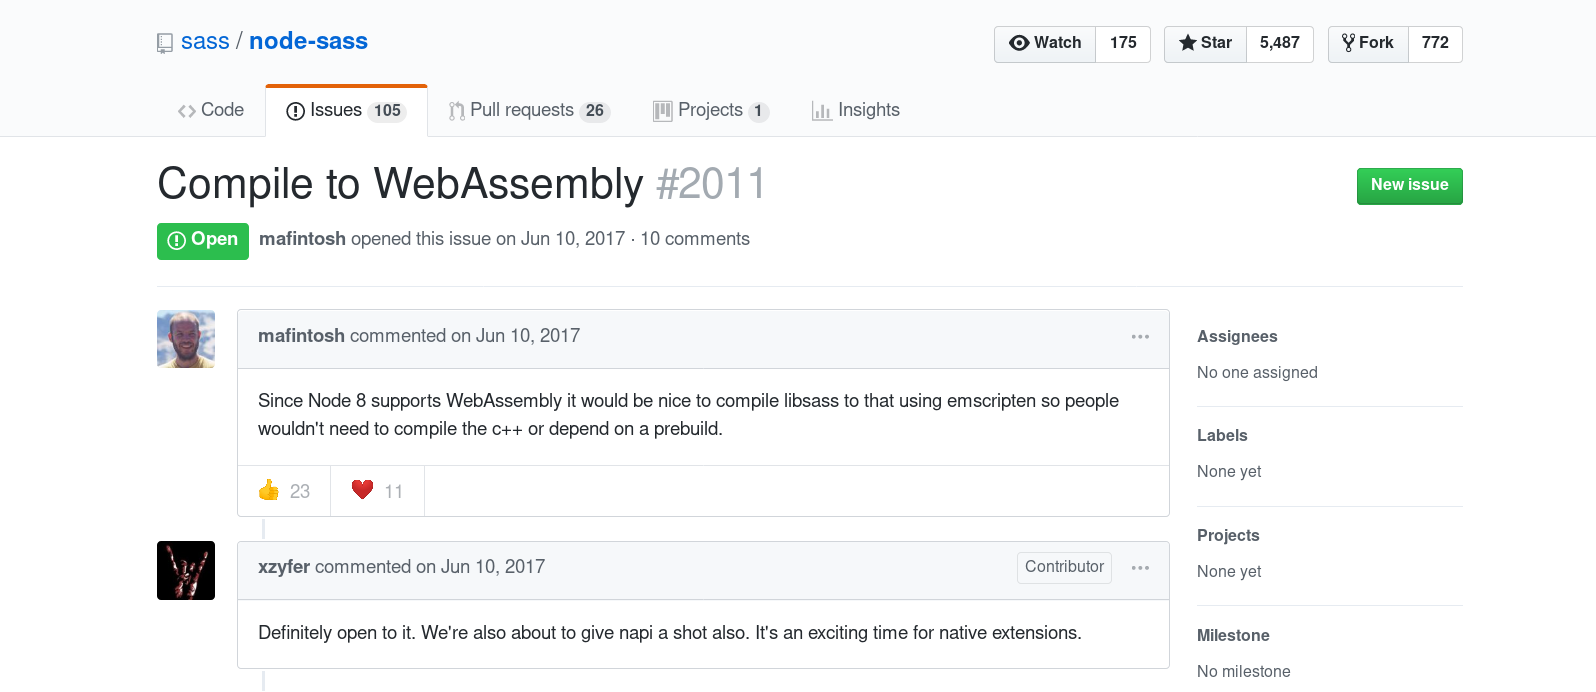 sass / node-sass
Watch 175 Star 5,487 Fork 772
Code Issues 105 Pull requests 26 Projects 1 Insights
Compile to WebAssembly #2011
New issue
Open mafintosh opened this issue on Jun 10, 2017 · 10 comments
mafintosh commented on Jun 10, 2017
Since Node 8 supports WebAssembly it would be nice to compile libsass to that using emscripten so people
wouldn't need to compile the c++ or depend on a prebuild.
👍 23 ❤️ 11
xzyfer commented on Jun 10, 2017 Contributor
Definitely open to it. We're also about to give napi a shot also. It's an exciting time for native extensions.
Assignees
No one assigned
Labels
None yet
Projects
None yet
Milestone
No milestone